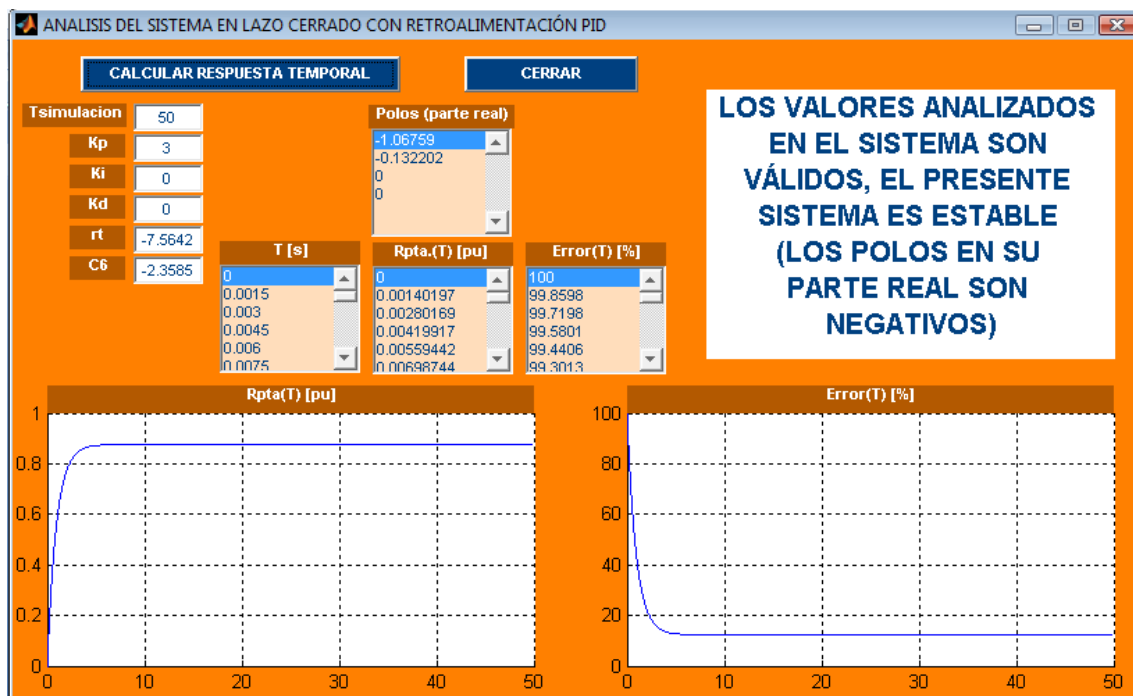 ANALISIS DEL SISTEMA EN LAZO CERRADO CON RETROALIMENTACIÓN PID
CALCULAR RESPUESTA TEMPORAL
CERRAR
Tsimulacion 50
Kp 3
Ki 0
Kd 0
rt -7.5642
C6 -2.3585
Polos (parte real)
-1.06759
-0.132202
0
0
T [s]
0
0.0015
0.003
0.0045
0.006
0.0075
Rpta.(T) [pu]
0
0.00140197
0.00280169
0.00419917
0.00559442
0.00698744
Error(T) [%]
100
99.8598
99.7198
99.5801
99.4406
99.3013
LOS VALORES ANALIZADOS
EN EL SISTEMA SON
VÁLIDOS, EL PRESENTE
SISTEMA ES ESTABLE
(LOS POLOS EN SU
PARTE REAL SON
NEGATIVOS)
Rpta(T) [pu]
1
0.8
0.6
0.4
0.2
0
0 10 20 30 40 50
Error(T) [%]
100
80
60
40
20
0
0 10 20 30 40 50